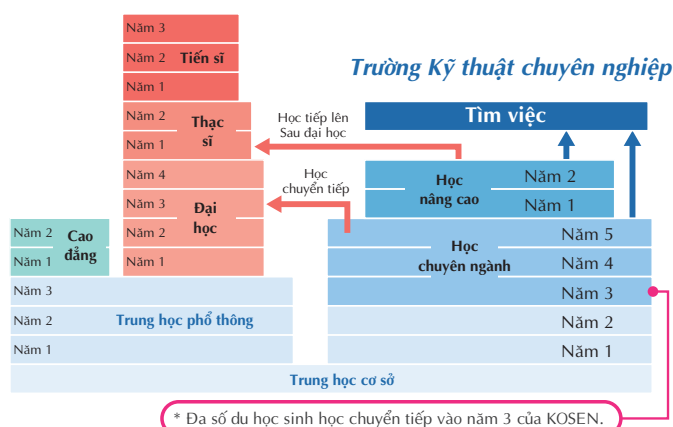 Trường Kỹ thuật chuyên nghiệp
Năm 3
Năm 2 Tiến sĩ
Năm 1
Năm 2
Thạc
sĩ
Năm 1
Năm 4
Năm 3
Đại
học
Năm 2
Năm 1
Năm 2
Cao
đẳng
Năm 1
Năm 3
Năm 2
Trung học phổ thông
Năm 1
Học tiếp lên
Sau đại học
Học
chuyển tiếp
Tìm việc
Học
nâng cao
Năm 2
Năm 1
Học
chuyên ngành
Năm 5
Năm 4
Năm 3
Năm 2
Năm 1
Trung học cơ sở
* Đa số du học sinh học chuyển tiếp vào năm 3 của KOSEN.